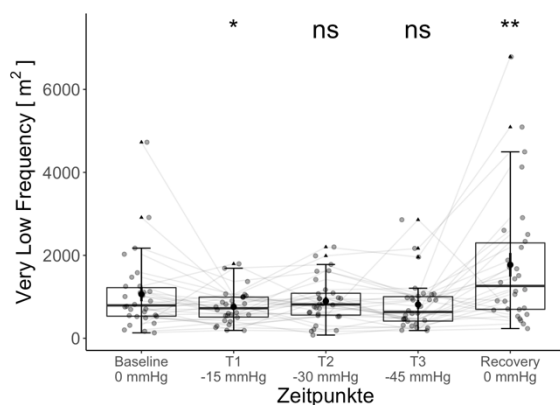 * ns ns **
Very Low Frequency [ m² ]
6000
4000
2000
0
Baseline T1 T2 T3 Recovery
0 mmHg -15 mmHg -30 mmHg -45 mmHg 0 mmHg
Zeitpunkte